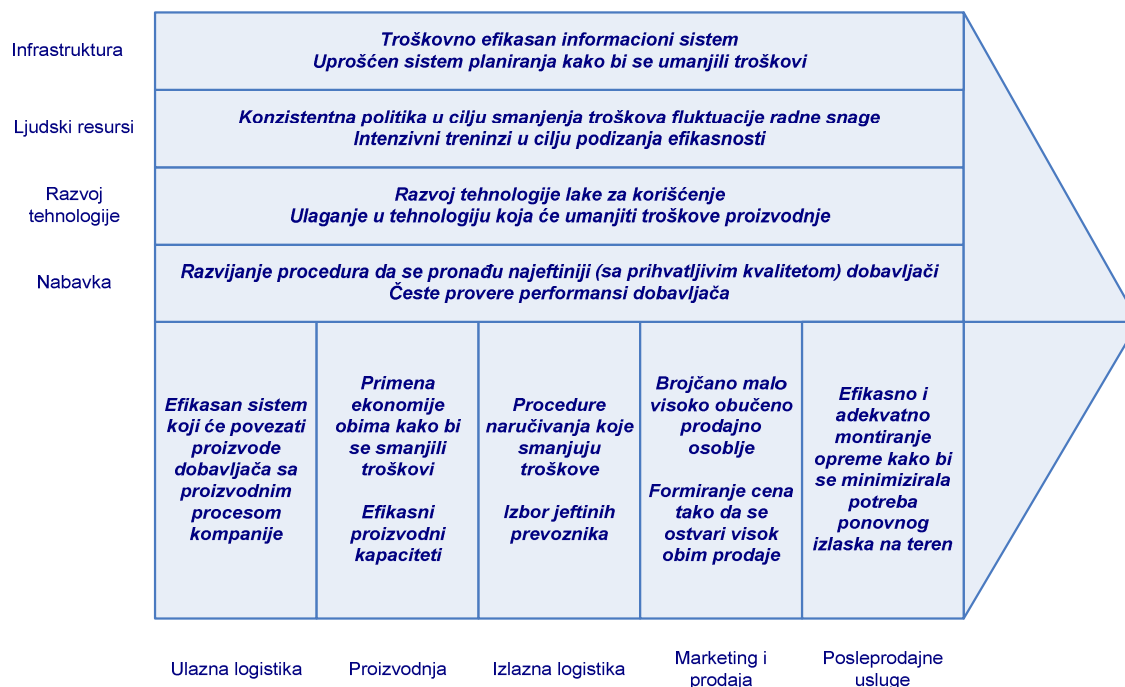 Infrastruktura
Troškovno efikasan informacioni sistem
Uprošćen sistem planiranja kako bi se umanjili troškovi
Ljudski resursi
Konzistentna politika u cilju smanjenja troškova fluktuacije radne snage
Intenzivni treninzi u cilju podizanja efikasnosti
Razvoj
tehnologije
Razvoj tehnologije lake za korišćenje
Ulaganje u tehnologiju koja će umanjiti troškove proizvodnje
Nabavka
Razvijanje procedura da se pronađu najeftiniji (sa prihvatljivim kvalitetom) dobavljači
Česte provere performansi dobavljača
Efikasan sistem
koji će povezati
proizvode
dobavljača sa
proizvodnim
procesom
kompanije
Primena
ekonomije
obima kako bi
se smanjili
troškovi
Efikasni
proizvodni
kapaciteti
Procedure
naručivanja koje
smanjuju
troškove
Izbor jeftinih
prevoznika
Brojčano malo
visoko obučeno
prodajno
osoblje
Formiranje cena
tako da se
ostvari visok
obim prodaje
Efikasno i
adekvatno
montiranje
opreme kako bi
se minimizirala
potreba
ponovnog
izlaska na teren
Ulazna logistika
Proizvodnja
Izlazna logistika
Marketing i
prodaja
Posleprodajne
usluge